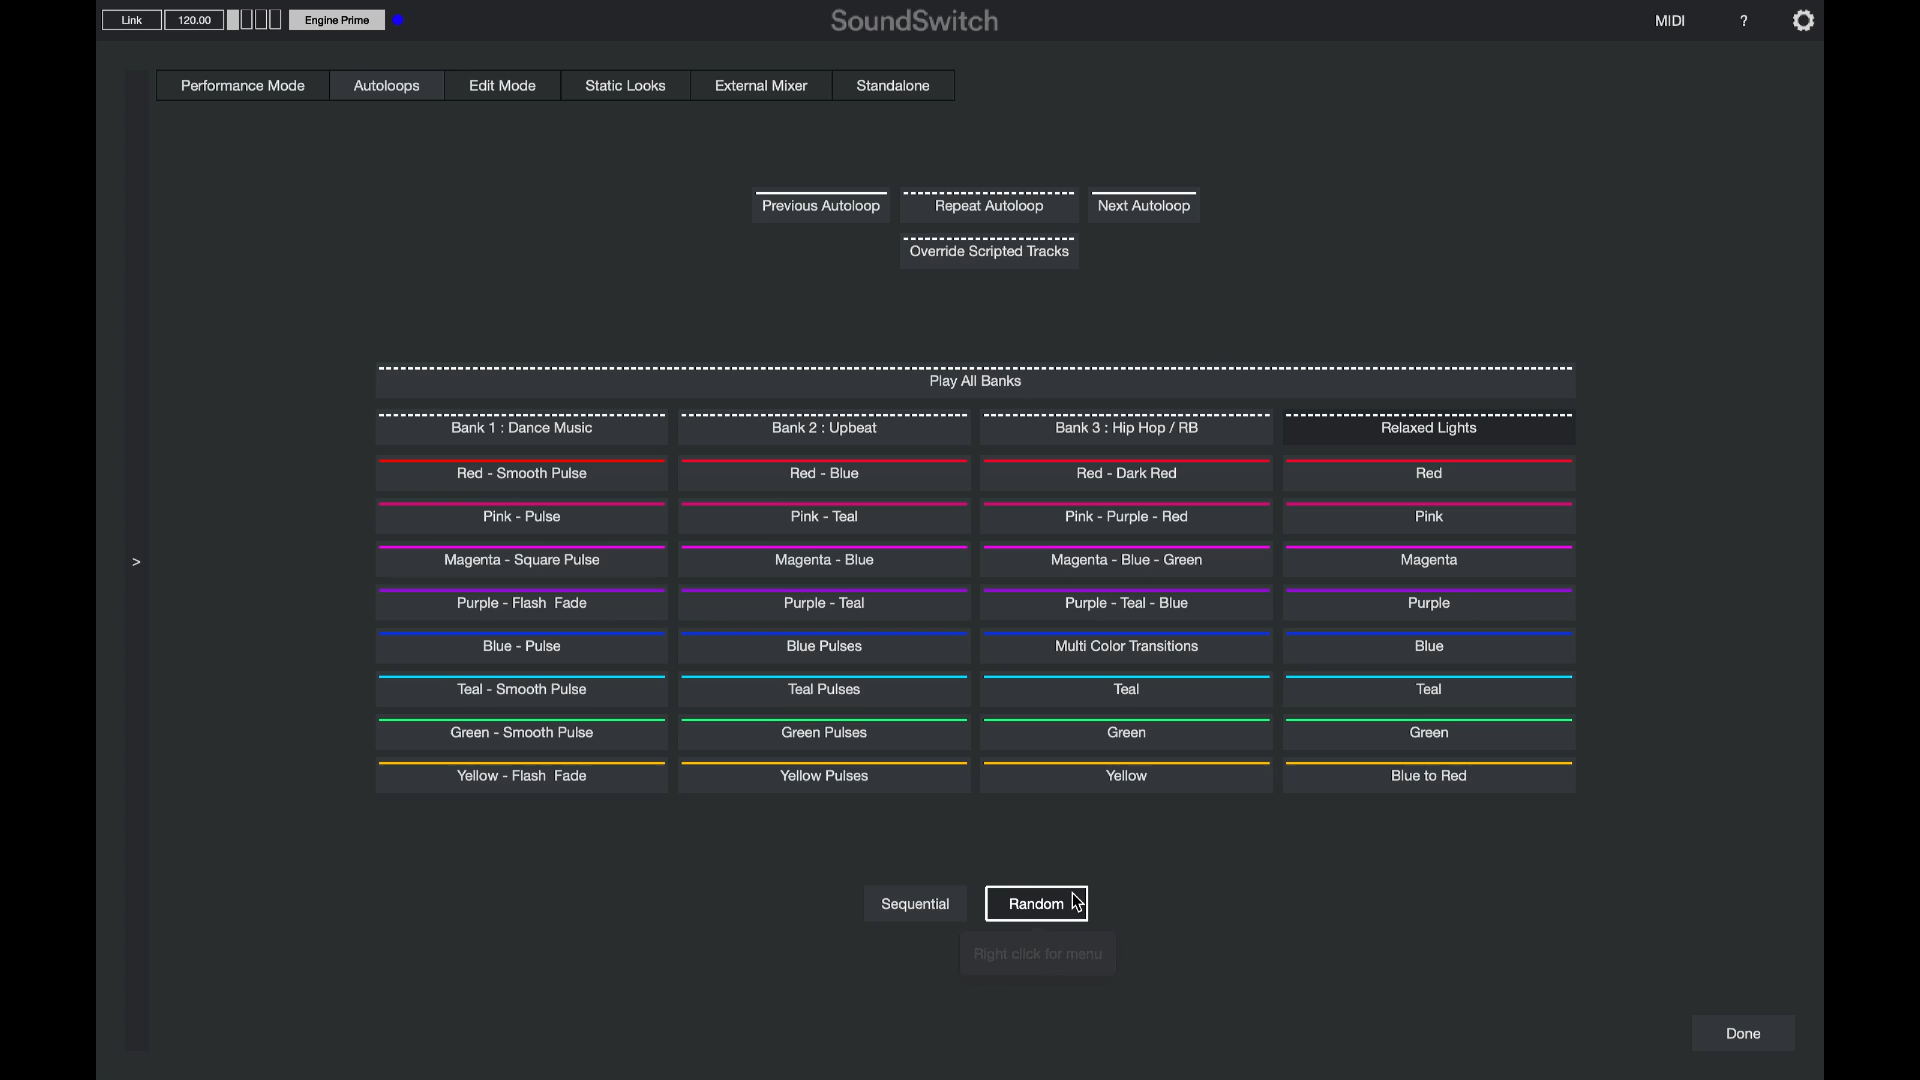 Link 120.00 Engine Prime SoundSwitch MIDI ?
Performance Mode Autoloops Edit Mode Static Looks External Mixer Standalone
Previous Autoloop Repeat Autoloop Next Autoloop
Override Scripted Tracks
Play All Banks
Bank 1 : Dance Music Bank 2 : Upbeat Bank 3 : Hip Hop / RB Relaxed Lights
Red - Smooth Pulse Red - Blue Red - Dark Red Red
Pink - Pulse Pink - Teal Pink - Purple - Red Pink
Magenta - Square Pulse Magenta - Blue Magenta - Blue - Green Magenta
Purple - Flash  Fade Purple - Teal Purple - Teal - Blue Purple
> Blue - Pulse Blue Pulses Multi Color Transitions Blue
Teal - Smooth Pulse Teal Pulses Teal Teal
Green - Smooth Pulse Green Pulses Green Green
Yellow - Flash  Fade Yellow Pulses Yellow Blue to Red
Sequential Random
Right click for menu
Done